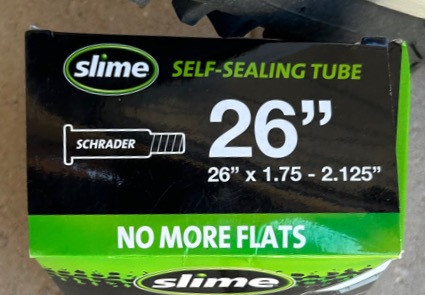 slime SELF-SEALING TUBE
SCHRADER
26"
26" x 1.75 - 2.125"
NO MORE FLATS
slime